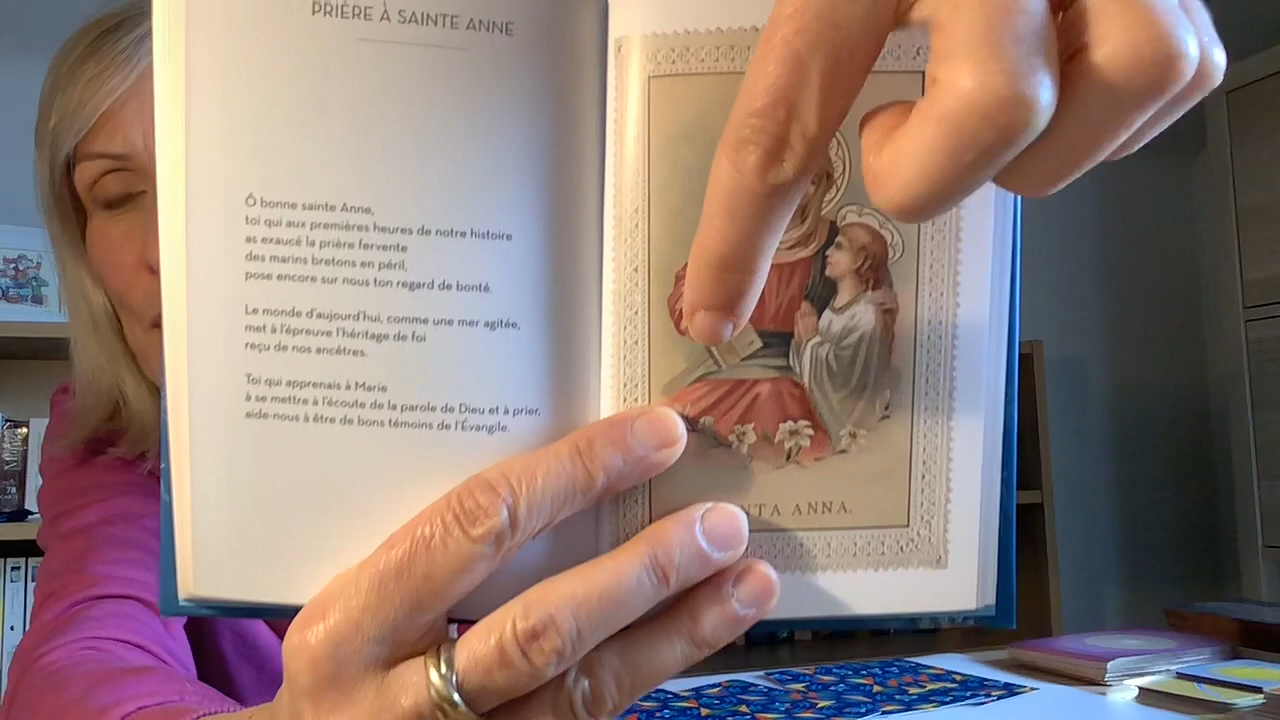 PRIÈRE À SAINTE ANNE
Ô bonne sainte Anne,
toi qui aux premières heures de notre histoire
as exaucé la prière fervente
des marins bretons en péril,
pose encore sur nous ton regard de bonté.
Le monde d'aujourd'hui, comme une mer agitée,
met à l'épreuve l'héritage de foi
reçu de nos ancêtres.
Toi qui apprenais à Marie
à se mettre à l'écoute de la parole de Dieu et à prier,
aide-nous à être de bons témoins de l'Évangile.
NTA ANNA.
78